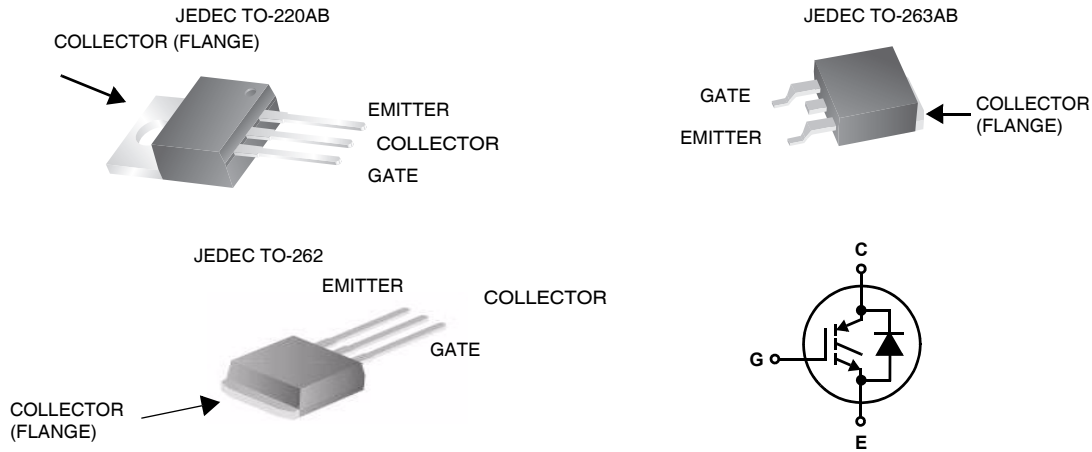 JEDEC TO-220AB
COLLECTOR (FLANGE)
EMITTER
COLLECTOR
GATE
JEDEC TO-263AB
GATE
EMITTER
COLLECTOR
(FLANGE)
JEDEC TO-262
EMITTER
COLLECTOR
GATE
COLLECTOR
(FLANGE)
C
G
E